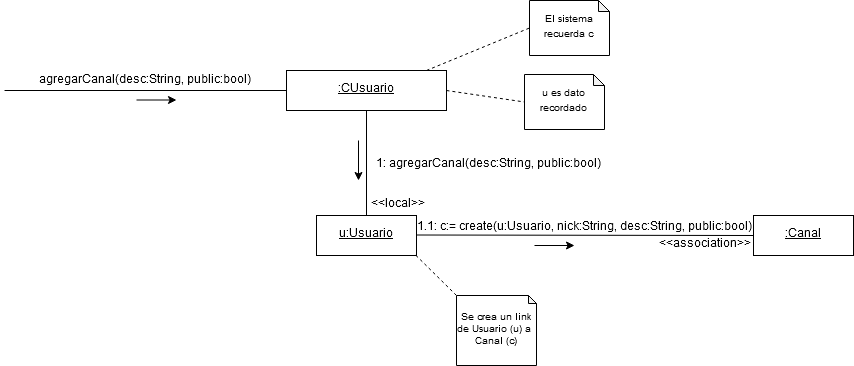 El sistema
recuerda c
agregarCanal(desc:String, public:bool)
:CUsuario
u es dato
recordado
1: agregarCanal(desc:String, public:bool)
<<local>>
u:Usuario
1.1: c:= create(u:Usuario, nick:String, desc:String, public:bool)
<<association>>
:Canal
Se crea un link
de Usuario (u) a
Canal (c)